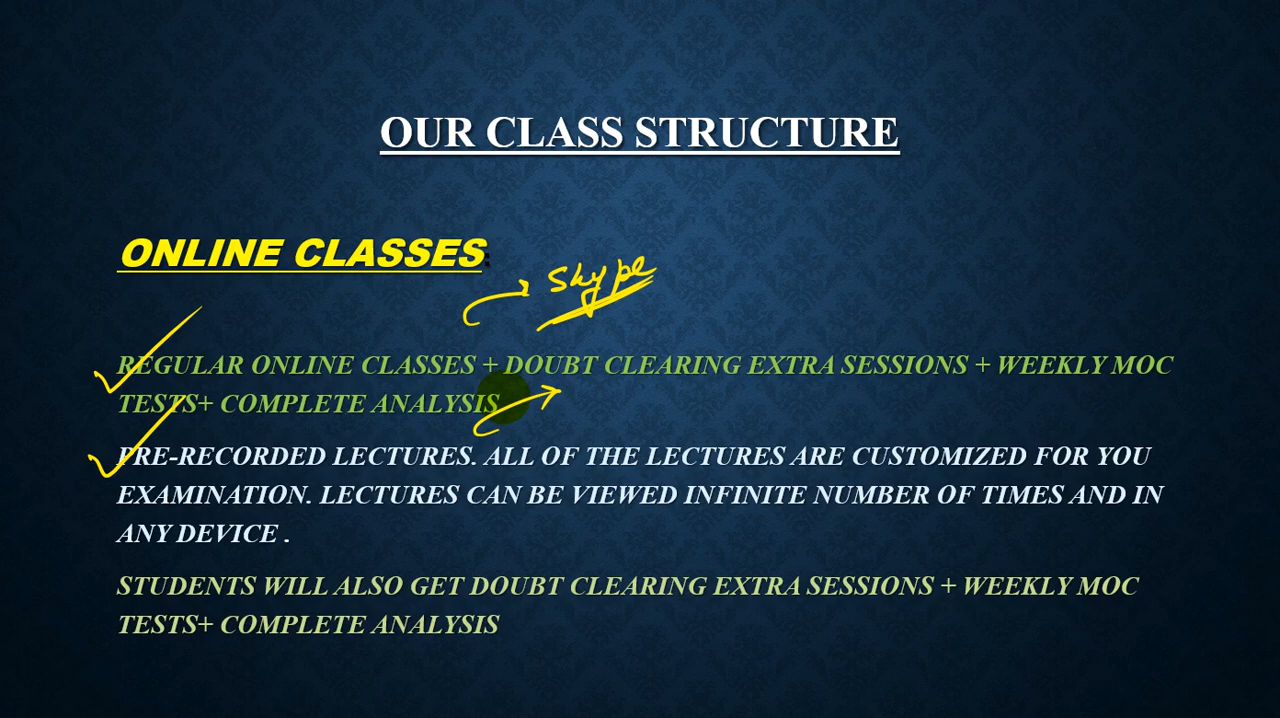 OUR CLASS STRUCTURE
ONLINE CLASSES:
Skype
REGULAR ONLINE CLASSES + DOUBT CLEARING EXTRA SESSIONS + WEEKLY MOC
TESTS+ COMPLETE ANALYSIS
PRE-RECORDED LECTURES. ALL OF THE LECTURES ARE CUSTOMIZED FOR YOU
EXAMINATION. LECTURES CAN BE VIEWED INFINITE NUMBER OF TIMES AND IN
ANY DEVICE .
STUDENTS WILL ALSO GET DOUBT CLEARING EXTRA SESSIONS + WEEKLY MOC
TESTS+ COMPLETE ANALYSIS